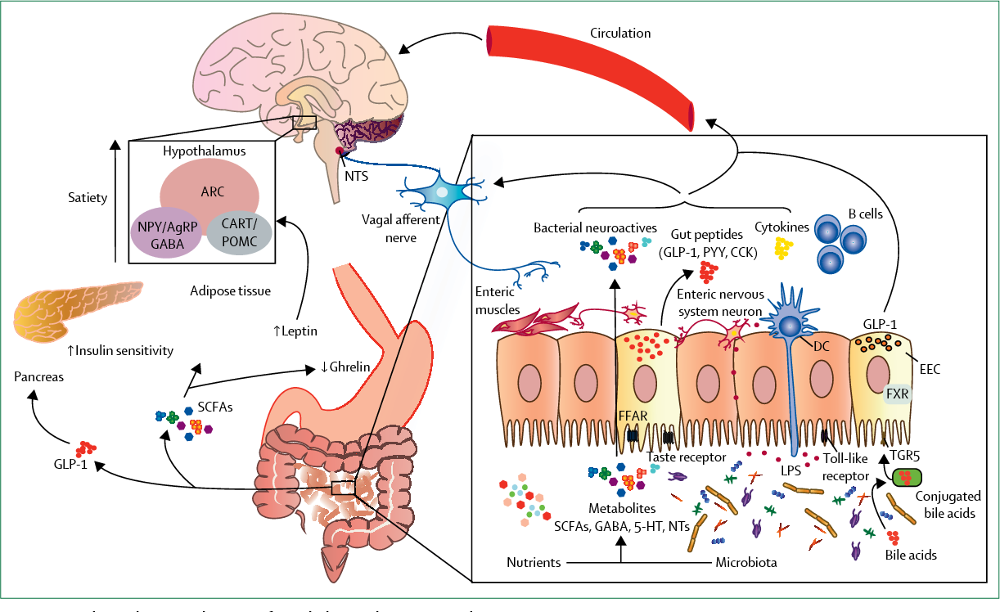 Circulation
Hypothalamus
ARC
NPY/AgRP
GABA
CART/
POMC
Satiety
NTS
Vagal afferent
nerve
Adipose tissue
↑Leptin
↑Insulin sensitivity
Pancreas
↓Ghrelin
SCFAs
GLP-1
Bacterial neuroactives
Gut peptides
(GLP-1, PYY, CCK)
Cytokines
B cells
Enteric
muscles
Enteric nervous
system neuron
DC
GLP-1
EEC
FXR
FFAR
Taste receptor
LPS
Toll-like
receptor
TGR5
Conjugated
bile acids
Bile acids
Metabolites
SCFAs, GABA, 5-HT, NTs
Nutrients
Microbiota